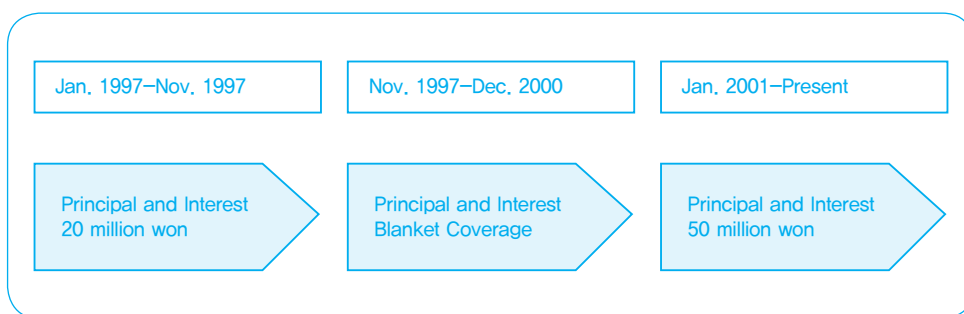 Jan. 1997–Nov. 1997
Nov. 1997–Dec. 2000
Jan. 2001–Present
Principal and Interest
20 million won
Principal and Interest
Blanket Coverage
Principal and Interest
50 million won